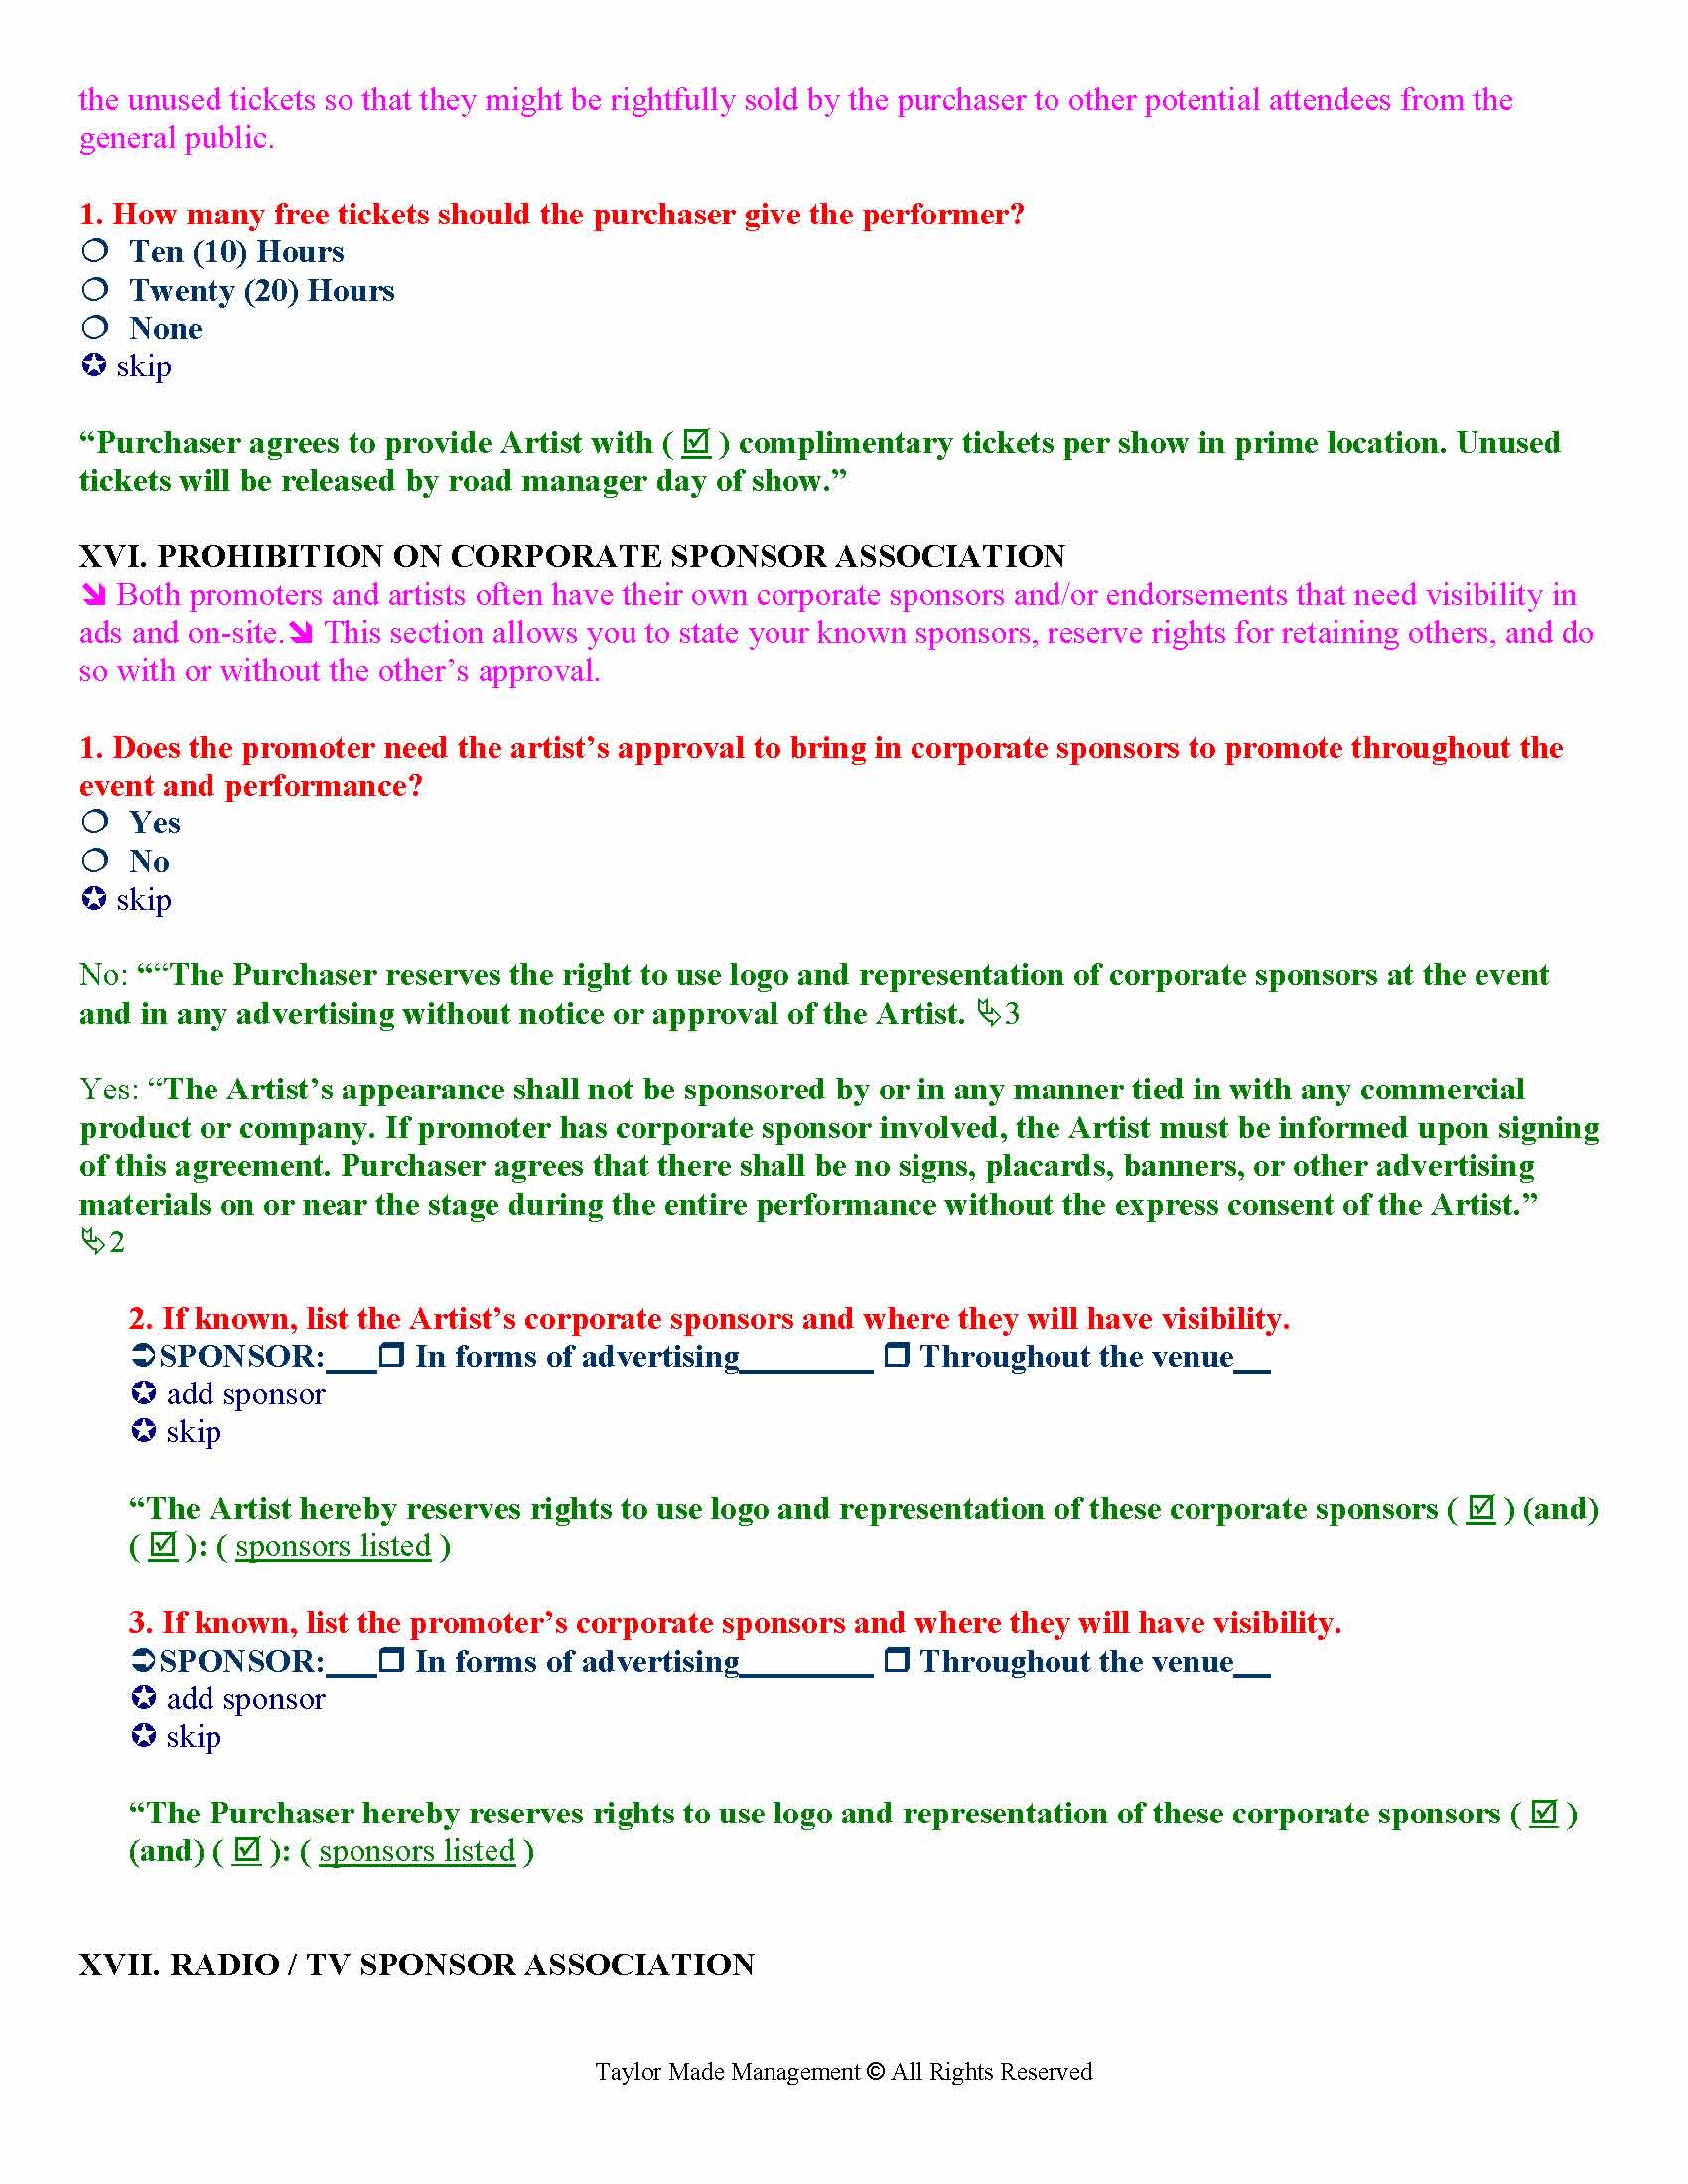 the unused tickets so that they might be rightfully sold by the purchaser to other potential attendees from the
general public.
1. How many free tickets should the purchaser give the performer?
❍ Ten (10) Hours
❍ Twenty (20) Hours
❍ None
✪ skip
“Purchaser agrees to provide Artist with ( ☑ ) complimentary tickets per show in prime location. Unused
tickets will be released by road manager day of show.”
XVI. PROHIBITION ON CORPORATE SPONSOR ASSOCIATION
➘ Both promoters and artists often have their own corporate sponsors and/or endorsements that need visibility in
ads and on-site.➘ This section allows you to state your known sponsors, reserve rights for retaining others, and do
so with or without the other’s approval.
1. Does the promoter need the artist’s approval to bring in corporate sponsors to promote throughout the
event and performance?
❍ Yes
❍ No
✪ skip
No: ““The Purchaser reserves the right to use logo and representation of corporate sponsors at the event
and in any advertising without notice or approval of the Artist. ⮱3
Yes: “The Artist’s appearance shall not be sponsored by or in any manner tied in with any commercial
product or company. If promoter has corporate sponsor involved, the Artist must be informed upon signing
of this agreement. Purchaser agrees that there shall be no signs, placards, banners, or other advertising
materials on or near the stage during the entire performance without the express consent of the Artist.”
⮱2
2. If known, list the Artist’s corporate sponsors and where they will have visibility.
➲SPONSOR:___❒ In forms of advertising________ ❒ Throughout the venue__
✪ add sponsor
✪ skip
“The Artist hereby reserves rights to use logo and representation of these corporate sponsors ( ☑ ) (and)
( ☑ ): ( sponsors listed )
3. If known, list the promoter’s corporate sponsors and where they will have visibility.
➲SPONSOR:___❒ In forms of advertising________ ❒ Throughout the venue__
✪ add sponsor
✪ skip
“The Purchaser hereby reserves rights to use logo and representation of these corporate sponsors ( ☑ )
(and) ( ☑ ): ( sponsors listed )
XVII. RADIO / TV SPONSOR ASSOCIATION
Taylor Made Management © All Rights Reserved